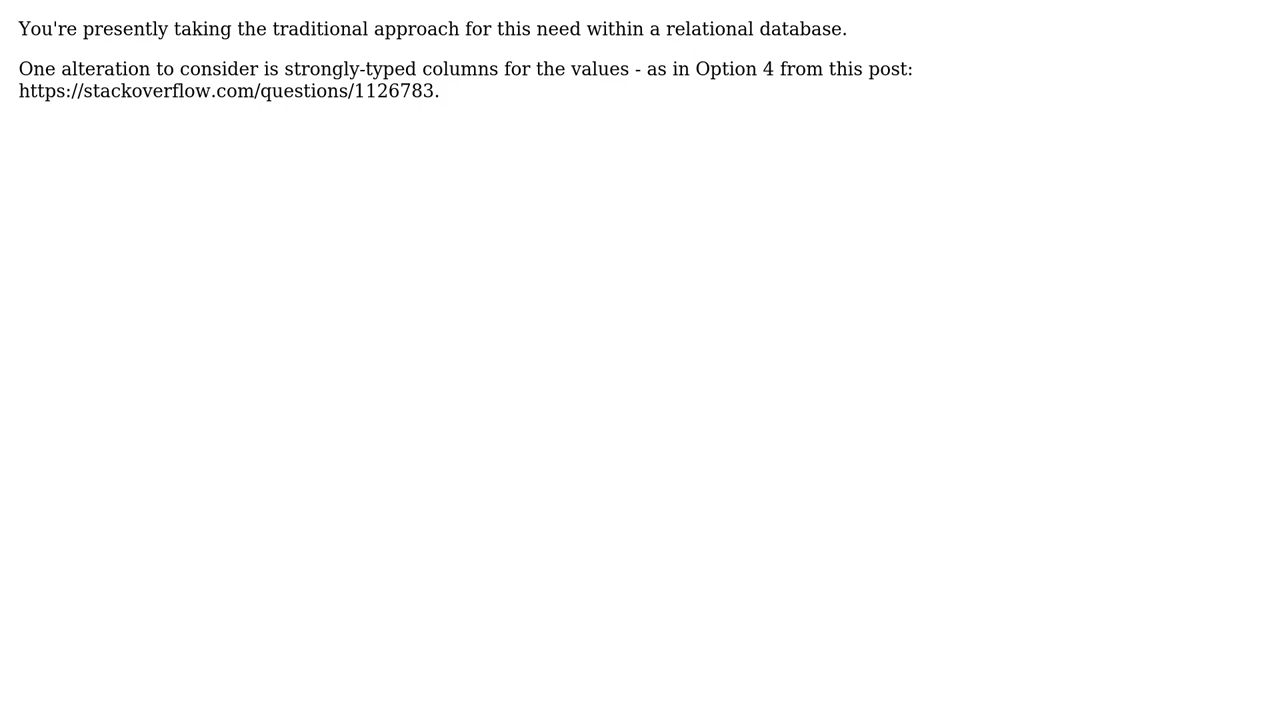 You're presently taking the traditional approach for this need within a relational database.
One alteration to consider is strongly-typed columns for the values - as in Option 4 from this post:
https://stackoverflow.com/questions/1126783.